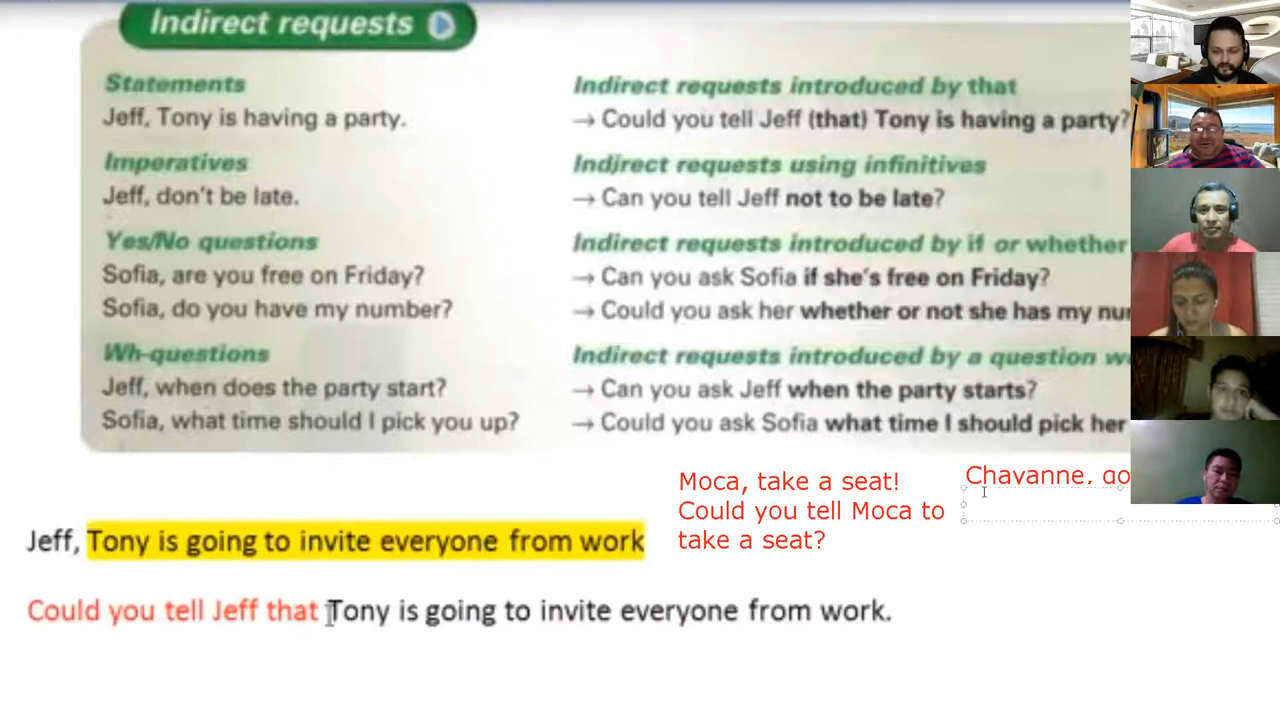 Indirect requests
Statements
Jeff, Tony is having a party.
Imperatives
Jeff, don't be late.
Yes/No questions
Sofia, are you free on Friday?
Sofia, do you have my number?
Wh-questions
Jeff, when does the party start?
Sofia, what time should I pick you up?
Indirect requests introduced by that
→ Could you tell Jeff (that) Tony is having a party?
Indirect requests using infinitives
→ Can you tell Jeff not to be late?
Indirect requests introduced by if or whether
→ Can you ask Sofia if she's free on Friday?
→ Could you ask her whether or not she has my nu
Indirect requests introduced by a question w
→ Can you ask Jeff when the party starts?
→ Could you ask Sofia what time I should pick her
Moca, take a seat!
Could you tell Moca to
take a seat?
Chavanne, go
Jeff, Tony is going to invite everyone from work
Could you tell Jeff that Tony is going to invite everyone from work.